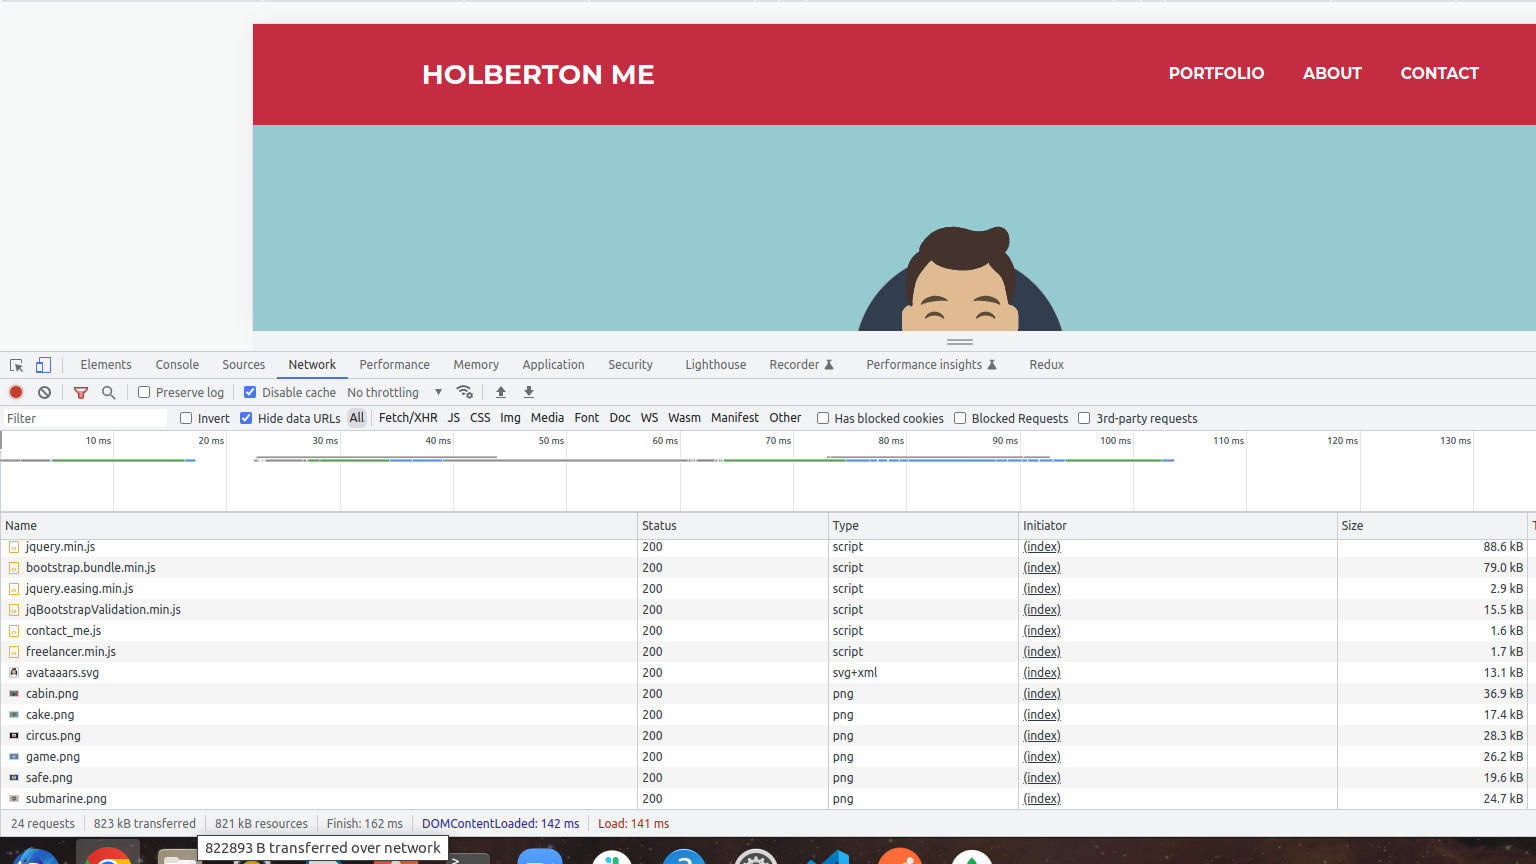 HOLBERTON ME PORTFOLIO ABOUT CONTACT
Elements Console Sources Network Performance Memory Application Security Lighthouse Recorder Performance insights Redux
Preserve log Disable cache No throttling
Filter Invert Hide data URLs All Fetch/XHR JS CSS Img Media Font Doc WS Wasm Manifest Other Has blocked cookies Blocked Requests 3rd-party requests
10 ms 20 ms 30 ms 40 ms 50 ms 60 ms 70 ms 80 ms 90 ms 100 ms 110 ms 120 ms 130 ms
Name Status Type Initiator Size
jquery.min.js 200 script (index) 88.6 kB
bootstrap.bundle.min.js 200 script (index) 79.0 kB
jquery.easing.min.js 200 script (index) 2.9 kB
jqBootstrapValidation.min.js 200 script (index) 15.5 kB
contact_me.js 200 script (index) 1.6 kB
freelancer.min.js 200 script (index) 1.7 kB
avataaars.svg 200 svg+xml (index) 13.1 kB
cabin.png 200 png (index) 36.9 kB
cake.png 200 png (index) 17.4 kB
circus.png 200 png (index) 28.3 kB
game.png 200 png (index) 26.2 kB
safe.png 200 png (index) 19.6 kB
submarine.png 200 png (index) 24.7 kB
24 requests 823 kB transferred 821 kB resources Finish: 162 ms DOMContentLoaded: 142 ms Load: 141 ms
822893 B transferred over network